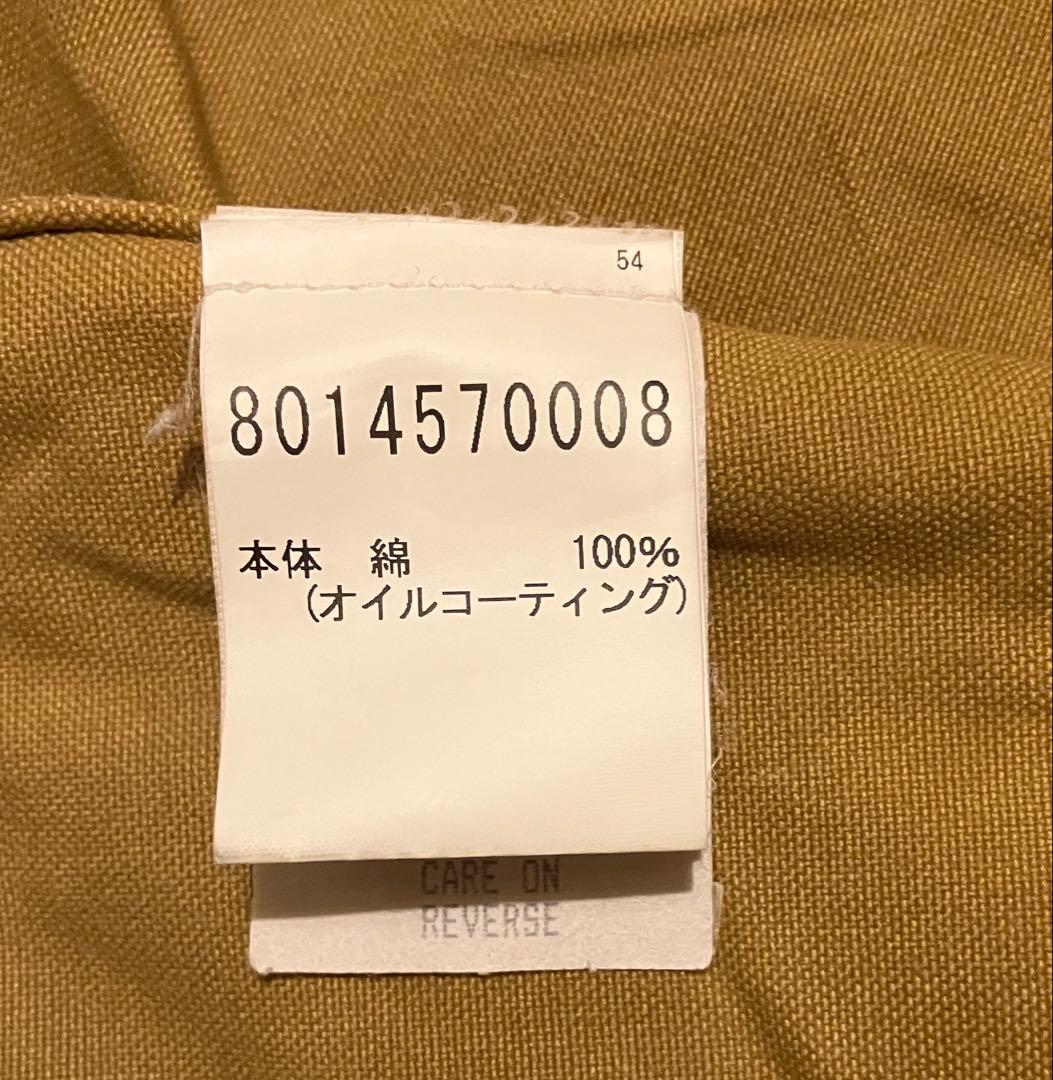 54
8014570008
本体　綿　　　　100%
(オイルコーティング)
CARE ON
REVERSE